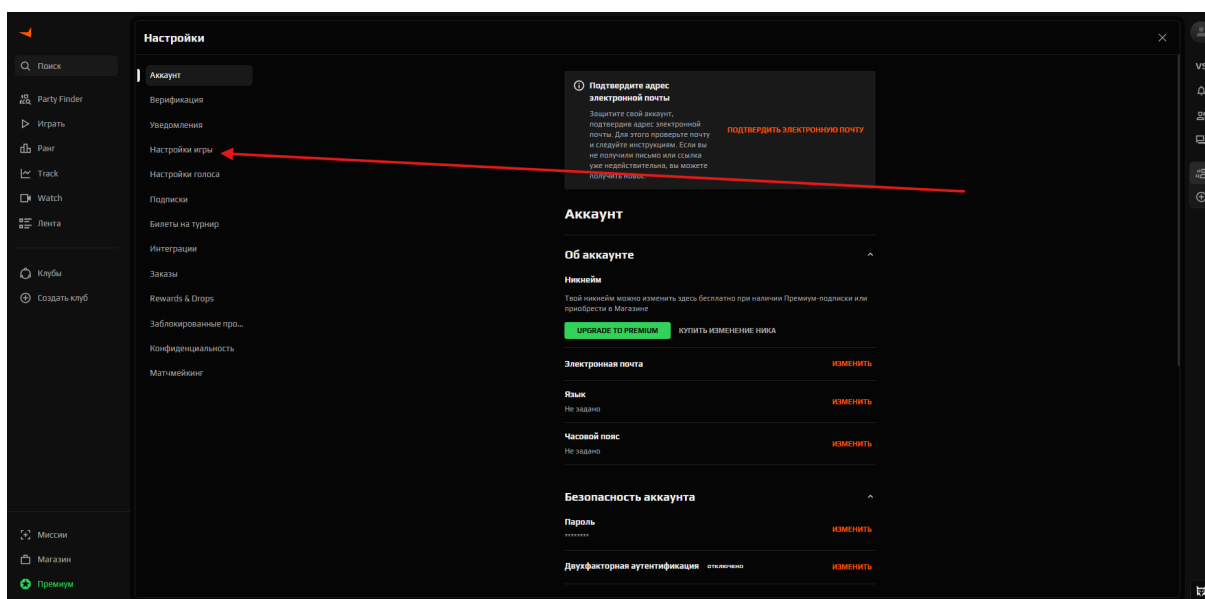 Настройки
Поиск
Party Finder
Играть
Ранг
Track
Watch
Лента
Клубы
Создать клуб
Миссии
Магазин
Премиум
Аккаунт
Верификация
Уведомления
Настройки игры
Настройки голоса
Подписки
Билеты на турнир
Интеграции
Заказы
Rewards & Drops
Заблокированные про...
Конфиденциальность
Матчмейкинг
Подтвердите адрес
электронной почты
Защитите свой аккаунт,
подтвердив адрес электронной
почты. Для этого проверьте почту
и следуйте инструкциям. Если вы
не получили письмо или ссылка
уже недействительна, вы можете
получить новое.
ПОДТВЕРДИТЬ ЭЛЕКТРОННУЮ ПОЧТУ
Аккаунт
Об аккаунте
Никнейм
Твой никнейм можно изменить здесь бесплатно при наличии Премиум-подписки или
приобрести в Магазине
UPGRADE TO PREMIUM КУПИТЬ ИЗМЕНЕНИЕ НИКА
Электронная почта ИЗМЕНИТЬ
Язык
Не задано ИЗМЕНИТЬ
Часовой пояс
Не задано ИЗМЕНИТЬ
Безопасность аккаунта
Пароль
******** ИЗМЕНИТЬ
Двухфакторная аутентификация отключено ИЗМЕНИТЬ
VS